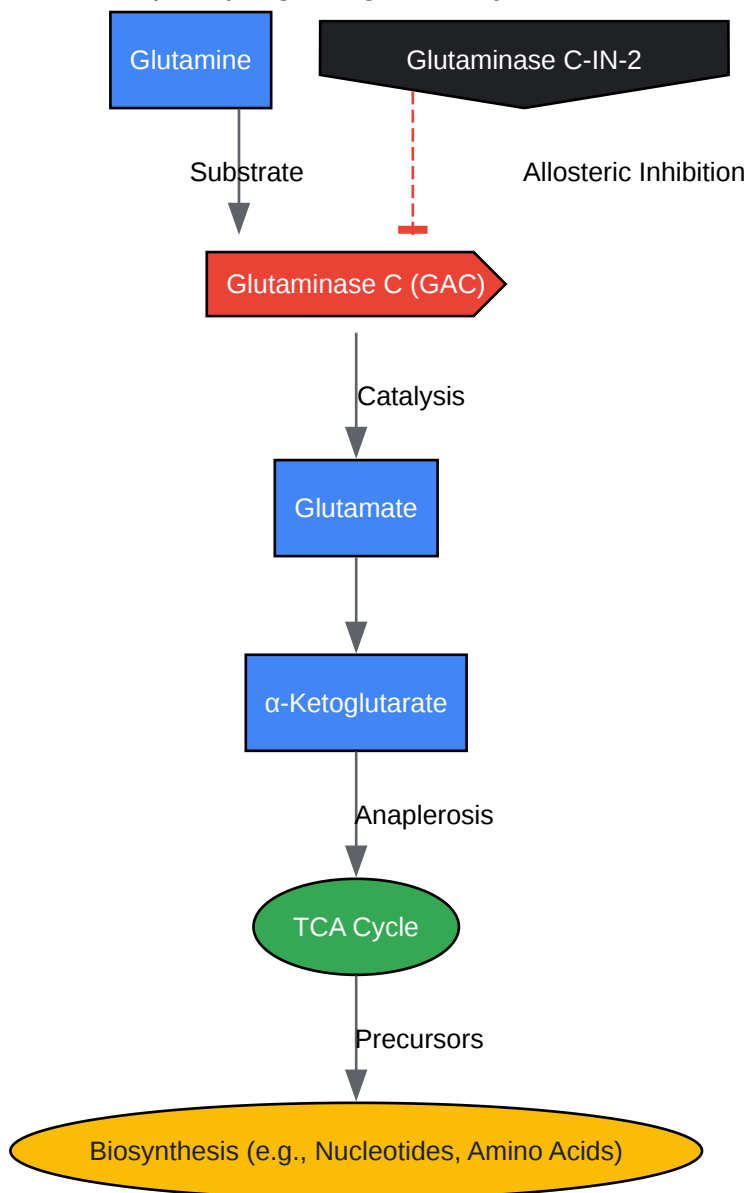 Glutamine
Glutaminase C-IN-2
Substrate
Allosteric Inhibition
Glutaminase C (GAC)
Catalysis
Glutamate
α-Ketoglutarate
Anaplerosis
TCA Cycle
Precursors
Biosynthesis (e.g., Nucleotides, Amino Acids)